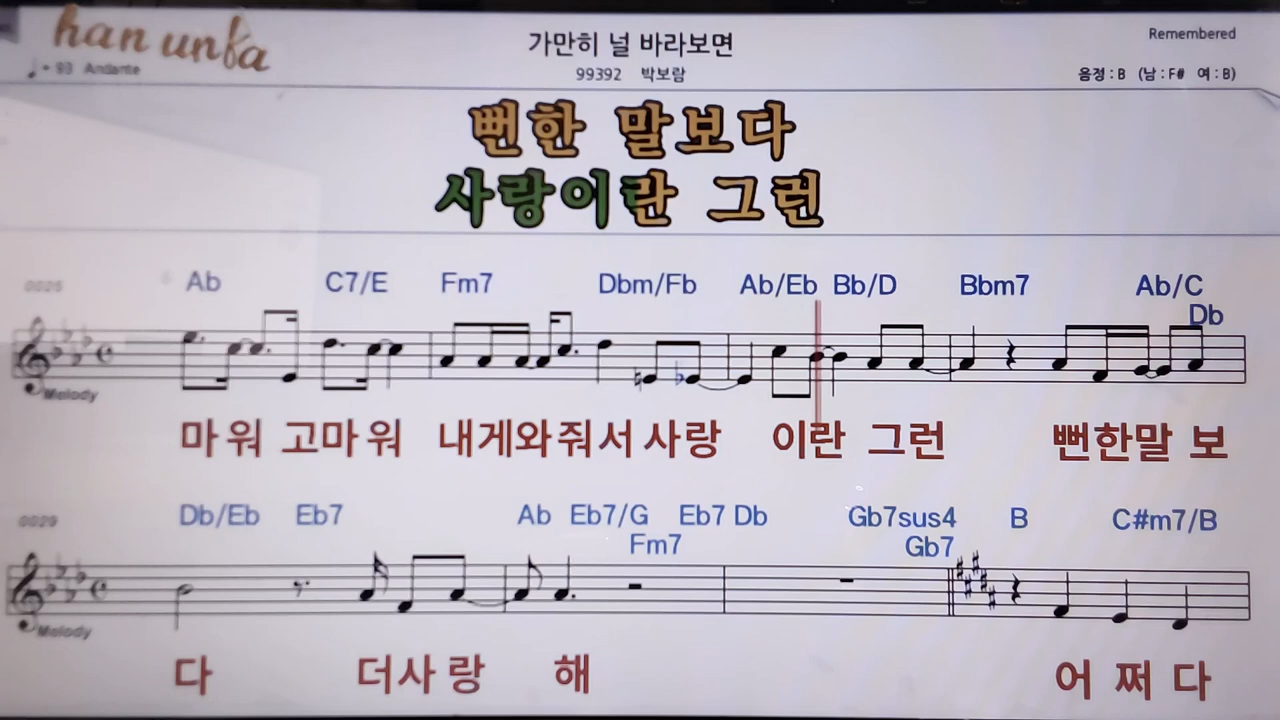 han unba
가만히 널 바라보면
Remembered
♩= 93 Andante
99392 박보람
음정 : B (남 : F# 여 : B)
뻔한 말보다
사랑이란 그런
0025 Ab C7/E Fm7 Dbm/Fb Ab/Eb Bb/D Bbm7 Ab/C
Db
Melody
마워 고마워 내게와줘서 사랑 이란 그런 뻔한말 보
0029 Db/Eb Eb7 Ab Eb7/G Eb7 Db Gb7sus4 B C#m7/B
Fm7 Gb7
Melody
다 더사랑 해 어쩌다